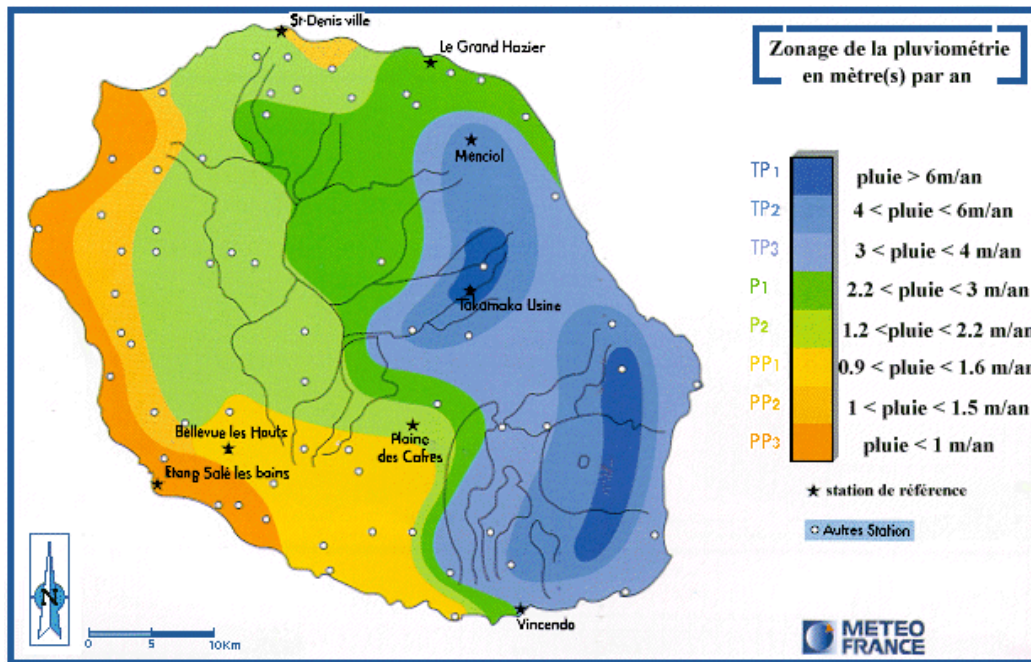 St-Denis ville
Le Grand Hazier
Menciol
Takamaka Usine
Bellevue les Hauts
Plaine
des Cafres
Etang Salé les bains
Vincendo
Zonage de la pluviométrie
en mètre(s) par an
TP1 pluie > 6m/an
TP2 4 < pluie < 6m/an
TP3 3 < pluie < 4 m/an
P1 2.2 < pluie < 3 m/an
P2 1.2 <pluie < 2.2 m/an
PP1 0.9 < pluie < 1.6 m/an
PP2 1 < pluie < 1.5 m/an
PP3 pluie < 1 m/an
station de référence
Autres Station
N
0 5 10Km
METEO
FRANCE